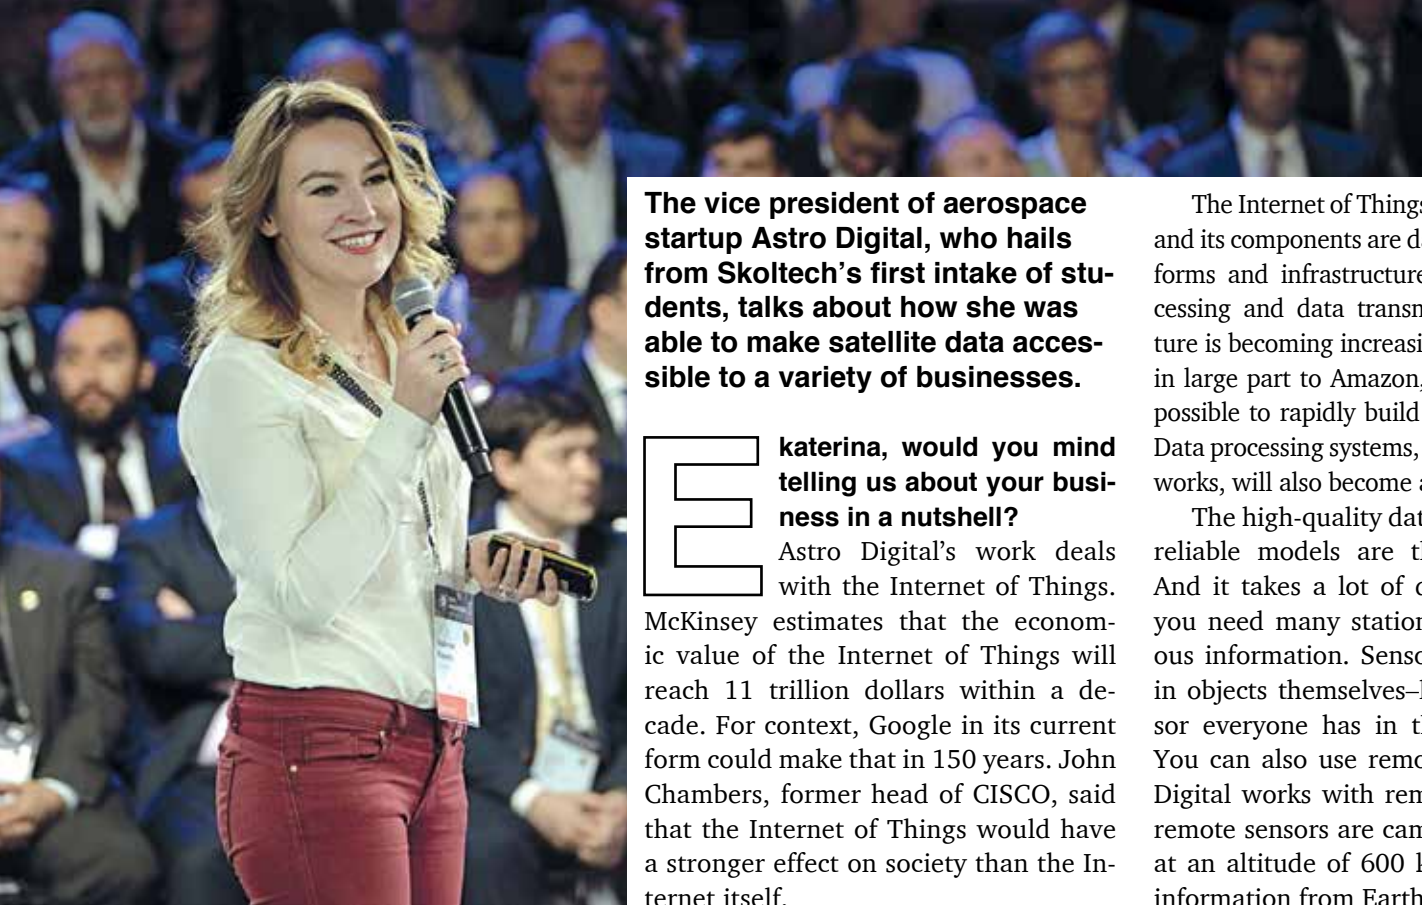 The vice president of aerospace
startup Astro Digital, who hails
from Skoltech's first intake of stu-
dents, talks about how she was
able to make satellite data acces-
sible to a variety of businesses.
Ekaterina, would you mind
telling us about your busi-
ness in a nutshell?
Astro Digital's work deals
with the Internet of Things.
McKinsey estimates that the econom-
ic value of the Internet of Things will
reach 11 trillion dollars within a de-
cade. For context, Google in its current
form could make that in 150 years. John
Chambers, former head of CISCO, said
that the Internet of Things would have
a stronger effect on society than the In-
ternet itself.
The Internet of Things
and its components are
forms and infrastructure
cessing and data
ture is becoming
in large part to Amazon,
possible to rapidly build
Data processing systems,
works, will also become
The high-quality
reliable models are
And it takes a lot of
you need many
ous information.
in objects themselves–
sor everyone has in
You can also use
Digital works with
remote sensors are
at an altitude of 600
information from Earth